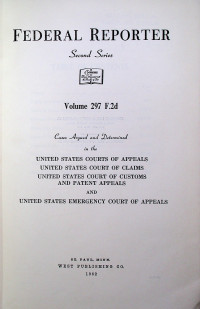 FEDERAL REPORTER
Second Series
Volume 297 F.2d
Cases Argued and Determined
in the
UNITED STATES COURTS OF APPEALS
UNITED STATES COURT OF CLAIMS
UNITED STATES COURT OF CUSTOMS
AND PATENT APPEALS
AND
UNITED STATES EMERGENCY COURT OF APPEALS
ST. PAUL, MINN.
WEST PUBLISHING CO.
1962